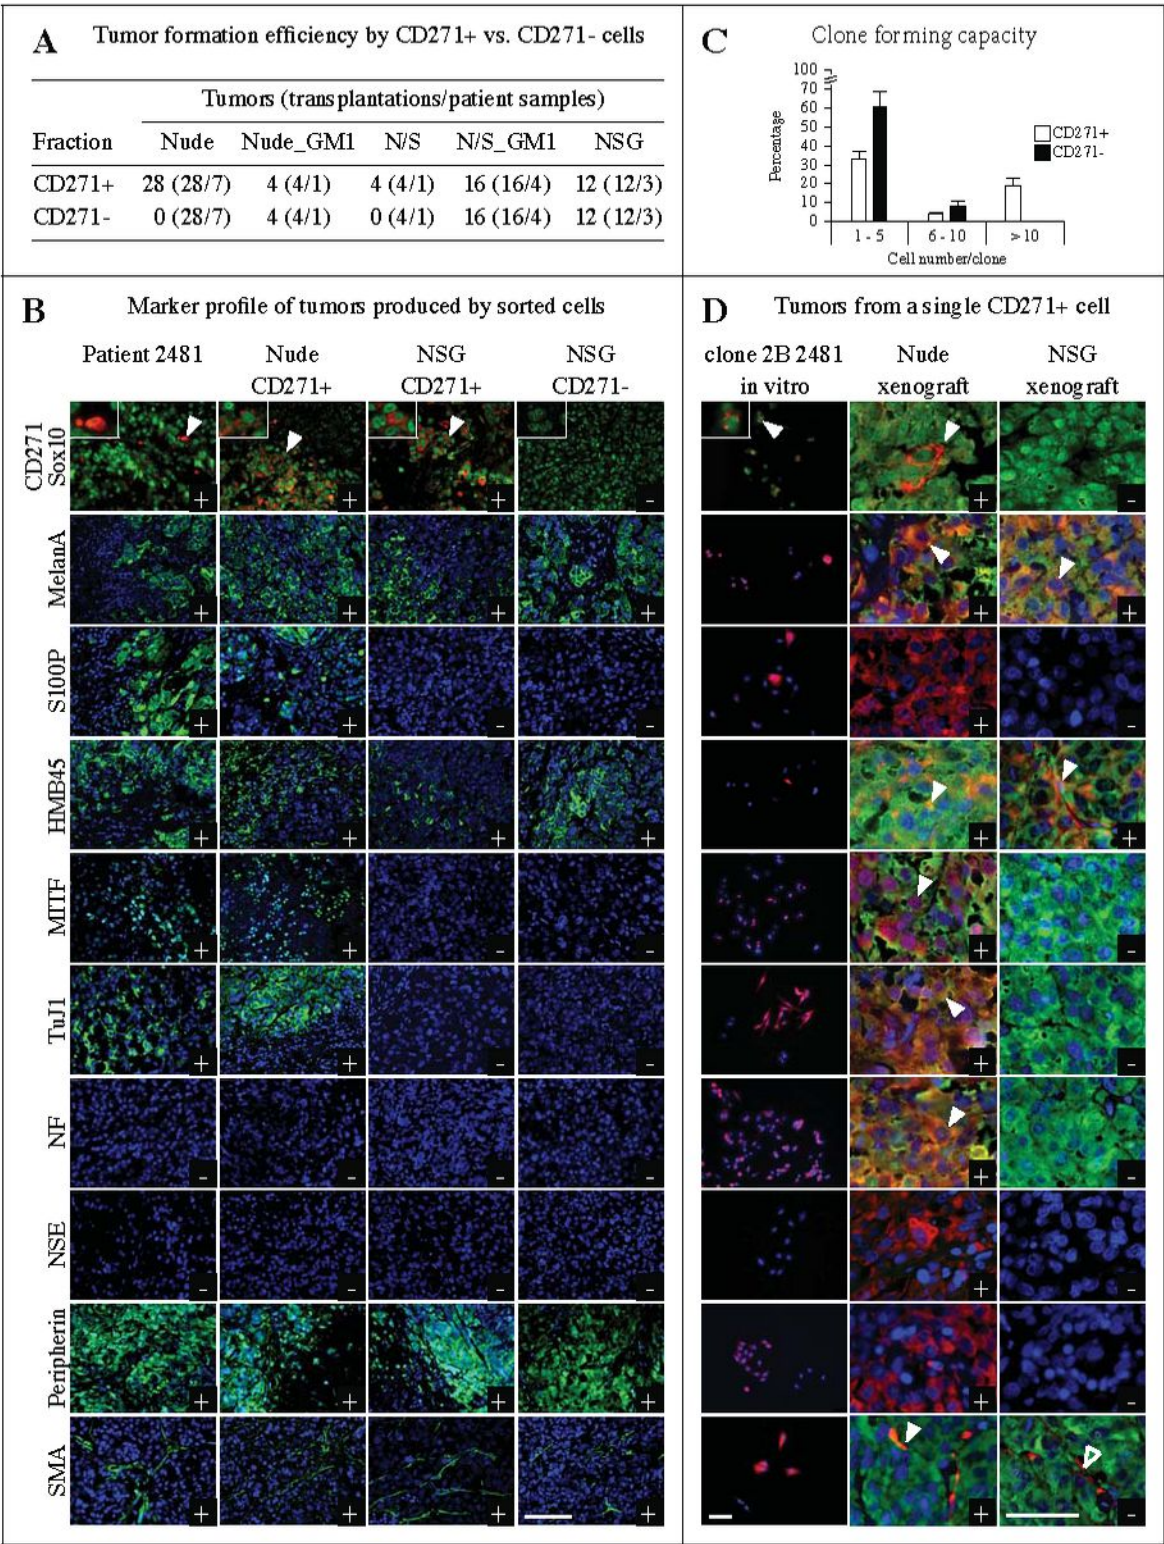 A Tumor formation efficiency by CD271+ vs. CD271- cells
Tumors (transplantations/patient samples)
Fraction Nude Nude_GM1 N/S N/S_GM1 NSG
CD271+ 28 (28/7) 4 (4/1) 4 (4/1) 16 (16/4) 12 (12/3)
CD271- 0 (28/7) 4 (4/1) 0 (4/1) 16 (16/4) 12 (12/3)
C Clone forming capacity
Percentage
100
70
60
50
40
30
20
10
0
1 - 5 6 - 10 >10
Cell number/clone
CD271+
CD271-
B Marker profile of tumors produced by sorted cells
Patient 2481 Nude NSG NSG
CD271+ CD271+ CD271-
CD271
Sox10
+ + + -
MelanA
+ + + +
S100P
+ + - -
HMB45
+ + + +
MITF
+ + - -
TuJ1
+ + - -
NF
- - - -
NSE
- - - -
Peripherin
+ + + +
SMA
+ + + +
D Tumors from a single CD271+ cell
clone 2B 2481 Nude NSG
in vitro xenograft xenograft
+ -
+ +
+ -
+ +
+ -
+ -
+ -
+ -
+ -
+ -